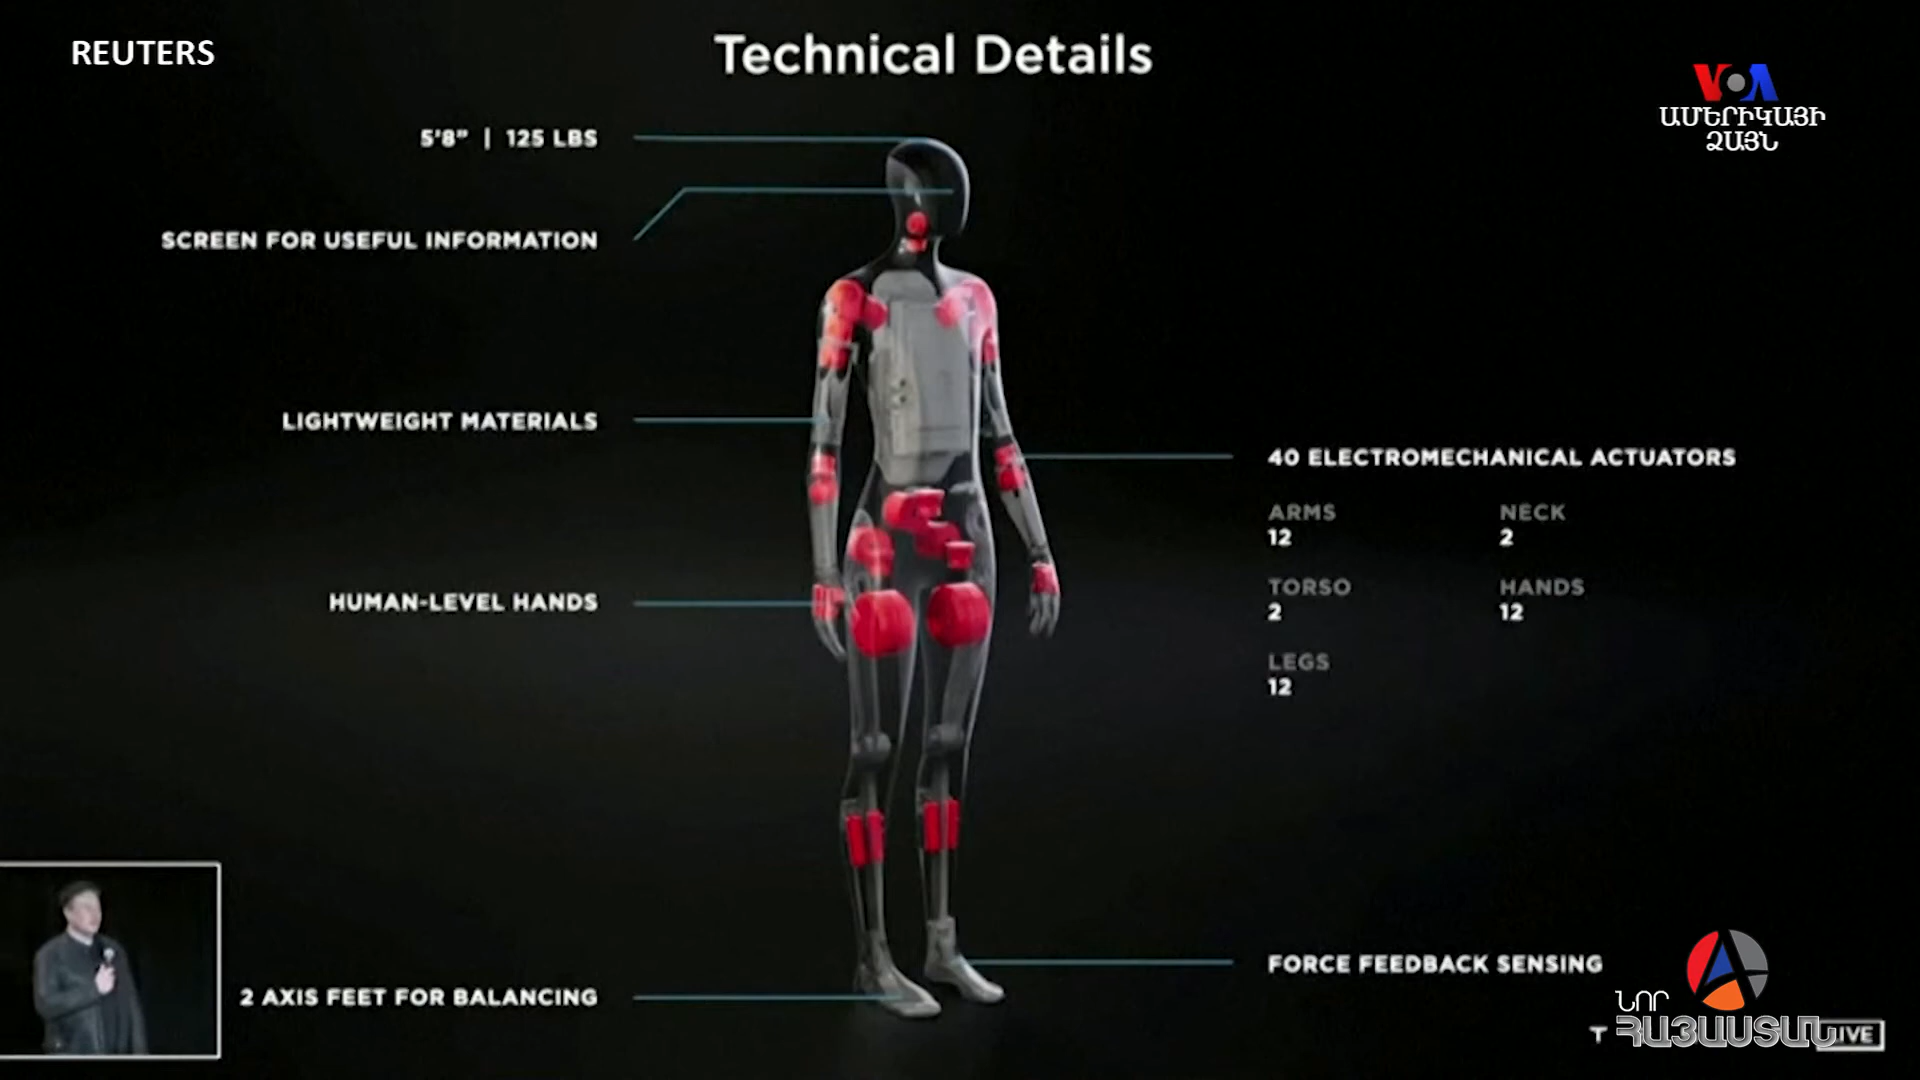 REUTERS
Technical Details
VOA
ԱՄԵՐԻԿԱՅԻ
ՁԱՅՆ
5'8" | 125 LBS
SCREEN FOR USEFUL INFORMATION
LIGHTWEIGHT MATERIALS
HUMAN-LEVEL HANDS
2 AXIS FEET FOR BALANCING
40 ELECTROMECHANICAL ACTUATORS
ARMS NECK
12 2
TORSO HANDS
2 12
LEGS
12
FORCE FEEDBACK SENSING
ՆՈՐ
T ՀԱՅԱՍՏԱՆ LIVE